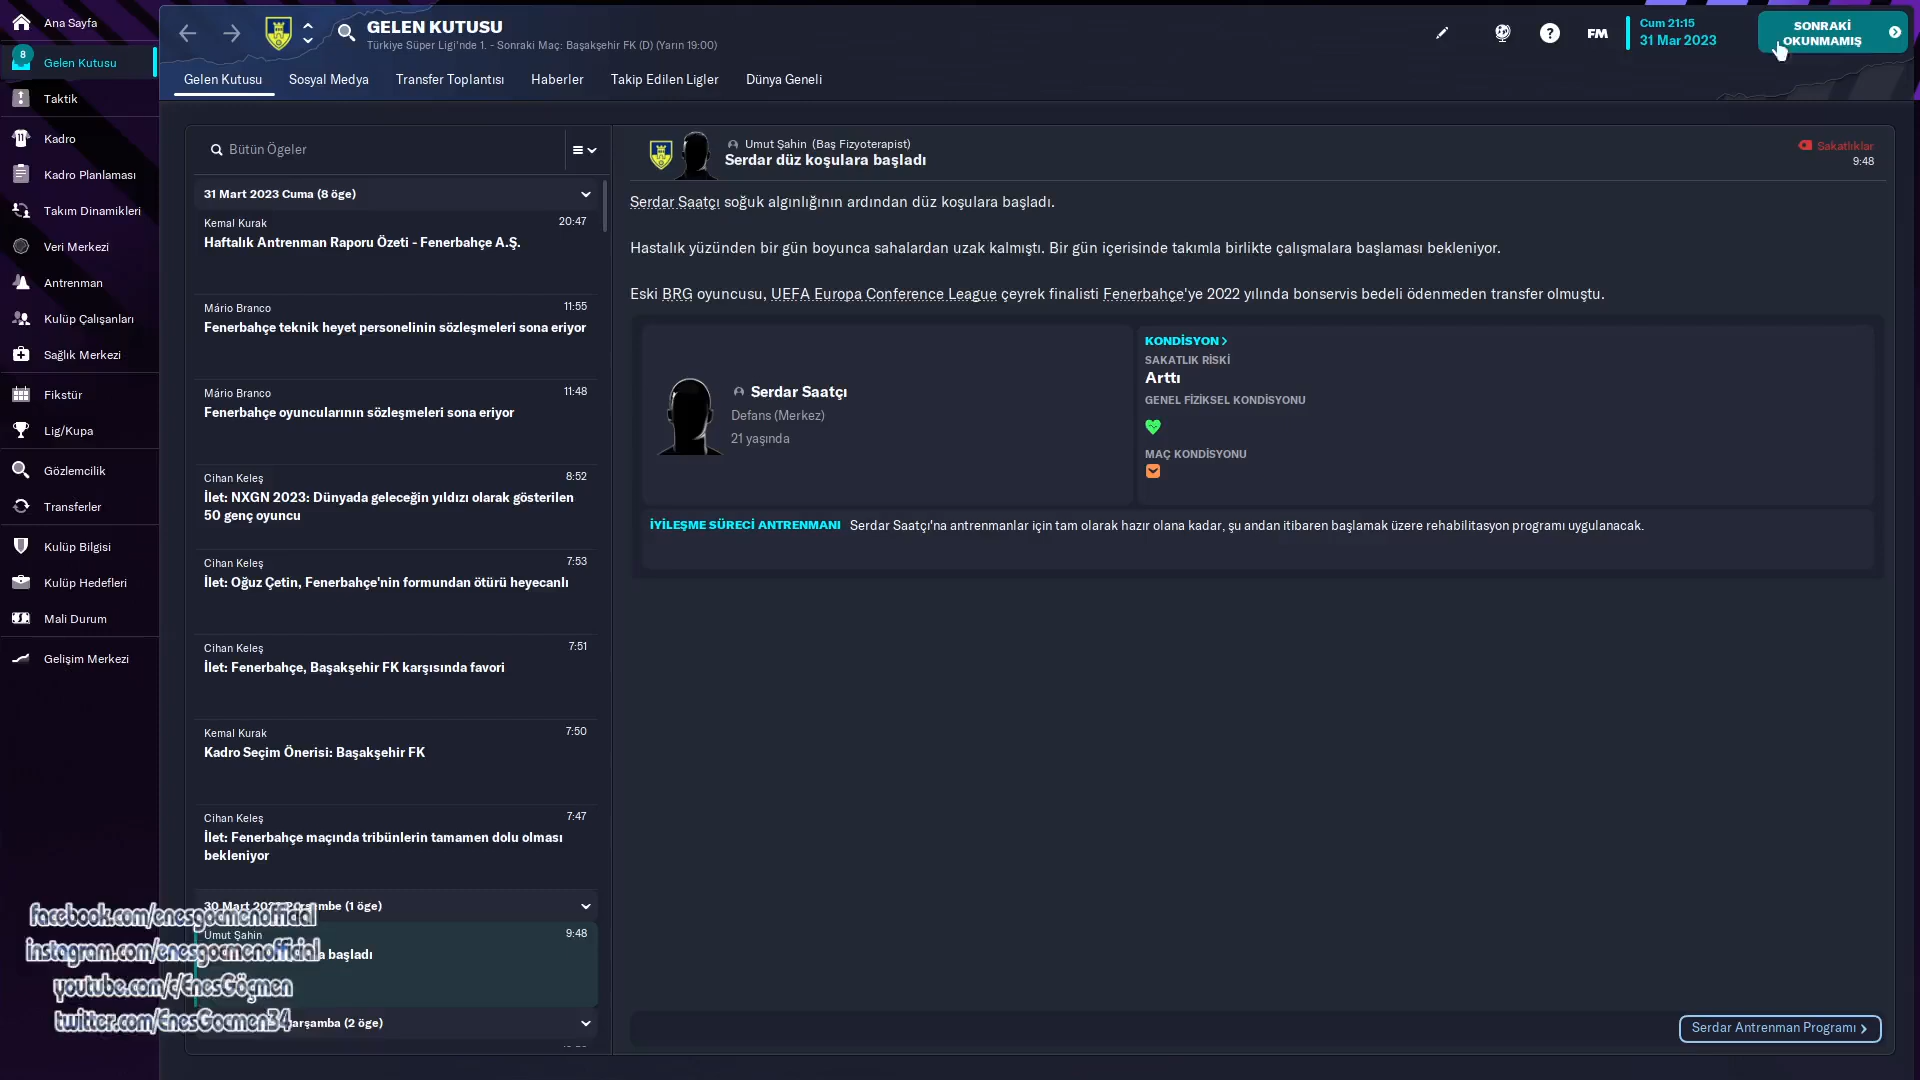 Ana Sayfa
8
Gelen Kutusu
Taktik
Kadro
Kadro Planlaması
Takım Dinamikleri
Veri Merkezi
Antrenman
Kulüp Çalışanları
Sağlık Merkezi
Fikstür
Lig/Kupa
Gözlemcilik
Transferler
Kulüp Bilgisi
Kulüp Hedefleri
Mali Durum
Gelişim Merkezi
GELEN KUTUSU
Türkiye Süper Ligi'nde 1. - Sonraki Maç: Başakşehir FK (D) (Yarın 19:00)
FM
Cum 21:15
31 Mar 2023
SONRAKİ
OKUNMAMIŞ
Gelen Kutusu
Sosyal Medya
Transfer Toplantısı
Haberler
Takip Edilen Ligler
Dünya Geneli
Bütün Ögeler
31 Mart 2023 Cuma (8 öge)
Kemal Kurak 20:47
Haftalık Antrenman Raporu Özeti - Fenerbahçe A.Ş.
Mário Branco 11:55
Fenerbahçe teknik heyet personelinin sözleşmeleri sona eriyor
Mário Branco 11:48
Fenerbahçe oyuncularının sözleşmeleri sona eriyor
Cihan Keleş 8:52
İlet: NXGN 2023: Dünyada geleceğin yıldızı olarak gösterilen
50 genç oyuncu
Cihan Keleş 7:53
İlet: Oğuz Çetin, Fenerbahçe'nin formundan ötürü heyecanlı
Cihan Keleş 7:51
İlet: Fenerbahçe, Başakşehir FK karşısında favori
Kemal Kurak 7:50
Kadro Seçim Önerisi: Başakşehir FK
Cihan Keleş 7:47
İlet: Fenerbahçe maçında tribünlerin tamamen dolu olması
bekleniyor
30 Mart (1 öge)
Umut Şahin 9:48
başladı
(2 öge)
facebook.com/enesgocmenofficial
instagram.com/enesgocmenofficial
youtube.com/c/EnesGöçmen
twitter.com/EnesGocmen34
Umut Şahin (Baş Fizyoterapist)
Serdar düz koşulara başladı
Sakatlıklar
9:48
Serdar Saatçı soğuk algınlığının ardından düz koşulara başladı.
Hastalık yüzünden bir gün boyunca sahalardan uzak kalmıştı. Bir gün içerisinde takımla birlikte çalışmalara başlaması bekleniyor.
Eski BRG oyuncusu, UEFA Europa Conference League çeyrek finalisti Fenerbahçe'ye 2022 yılında bonservis bedeli ödenmeden transfer olmuştu.
Serdar Saatçı
Defans (Merkez)
21 yaşında
KONDİSYON
SAKATLIK RİSKİ
Arttı
GENEL FİZİKSEL KONDİSYONU
MAÇ KONDİSYONU
İYİLEŞME SÜRECİ ANTRENMANI Serdar Saatçı'na antrenmanlar için tam olarak hazır olana kadar, şu andan itibaren başlamak üzere rehabilitasyon programı uygulanacak.
Serdar Antrenman Programı